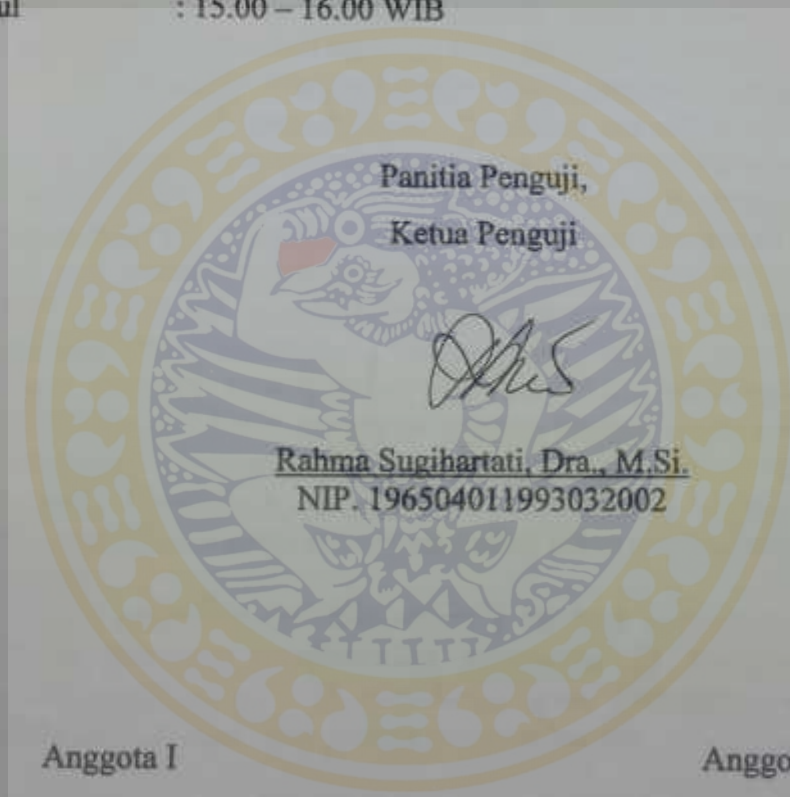 : 15.00 – 16.00 WIB
Panitia Penguji,
Ketua Penguji
Rahma Sugihartati, Dra., M.Si.
NIP. 196504011993032002
Anggota I